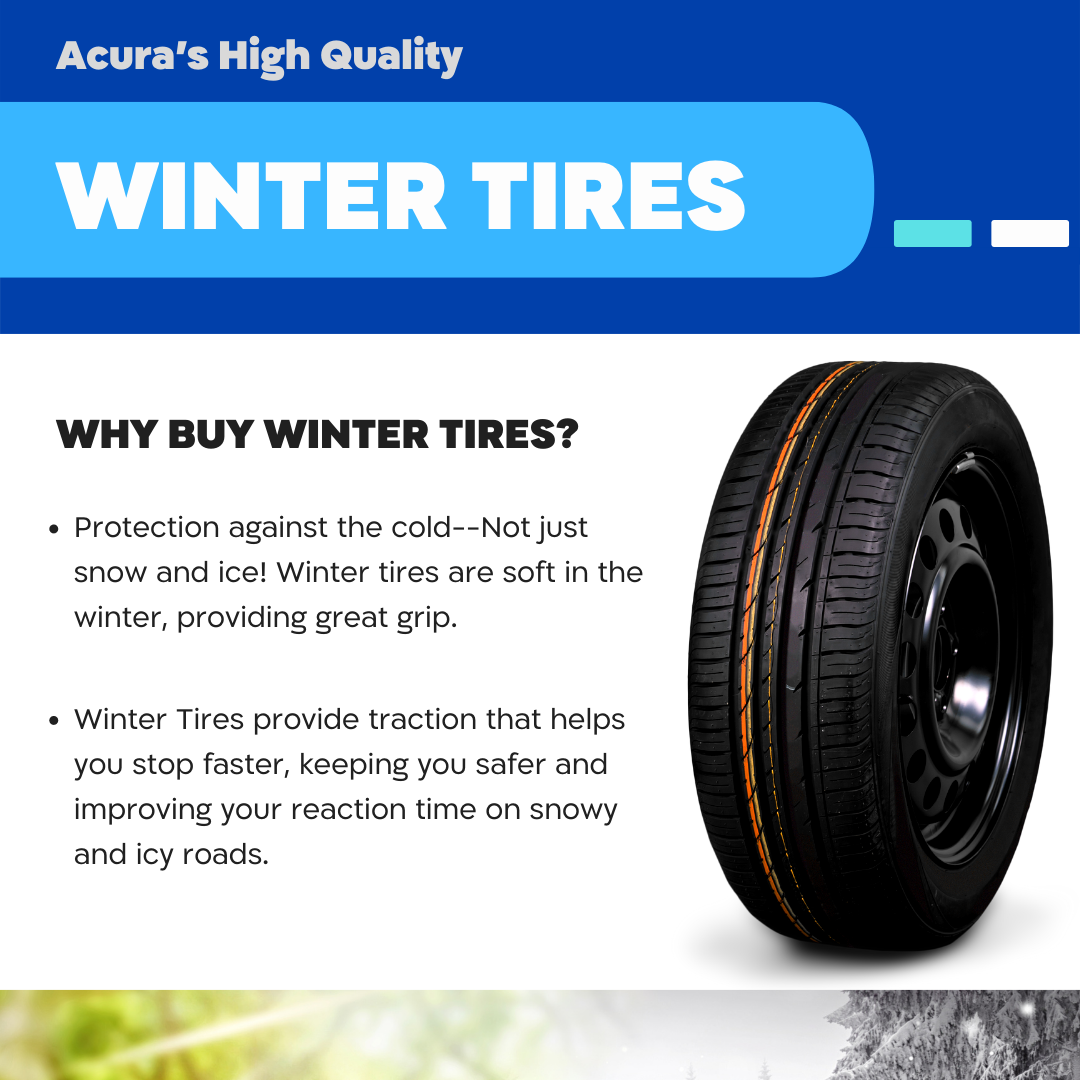 Acura's High Quality
WINTER TIRES
WHY BUY WINTER TIRES?
• Protection against the cold--Not just
snow and ice! Winter tires are soft in the
winter, providing great grip.
• Winter Tires provide traction that helps
you stop faster, keeping you safer and
improving your reaction time on snowy
and icy roads.